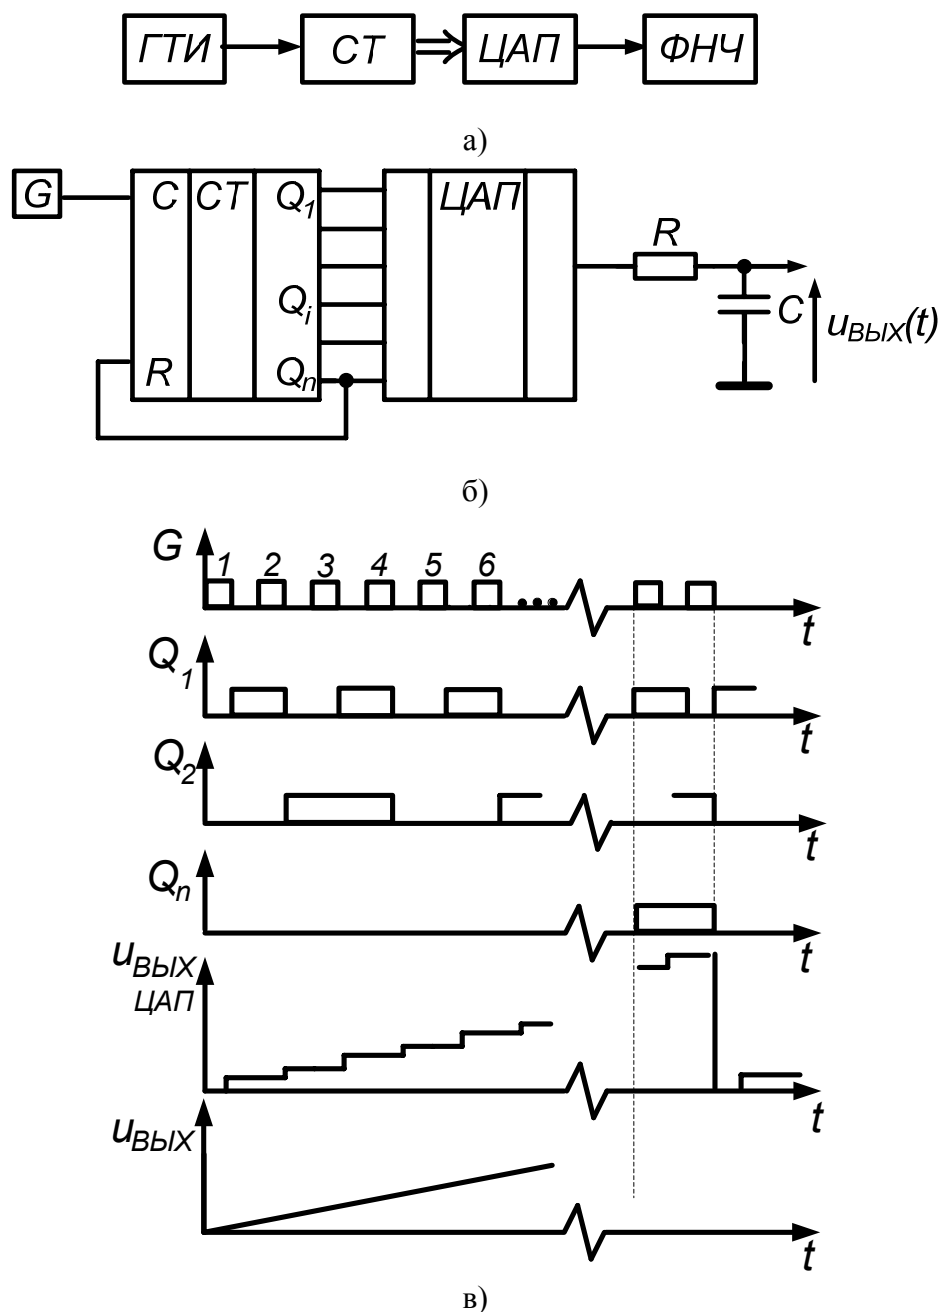 ГТИ СТ ЦАП ФНЧ
а)
G C СТ Q1 ЦАП
R
Qi
C
uВЫХ(t)
R Qn
б)
G 1 2 3 4 5 6
t
Q1
t
Q2
t
Qn
t
uВЫХ
ЦАП
t
uВЫХ
t
в)